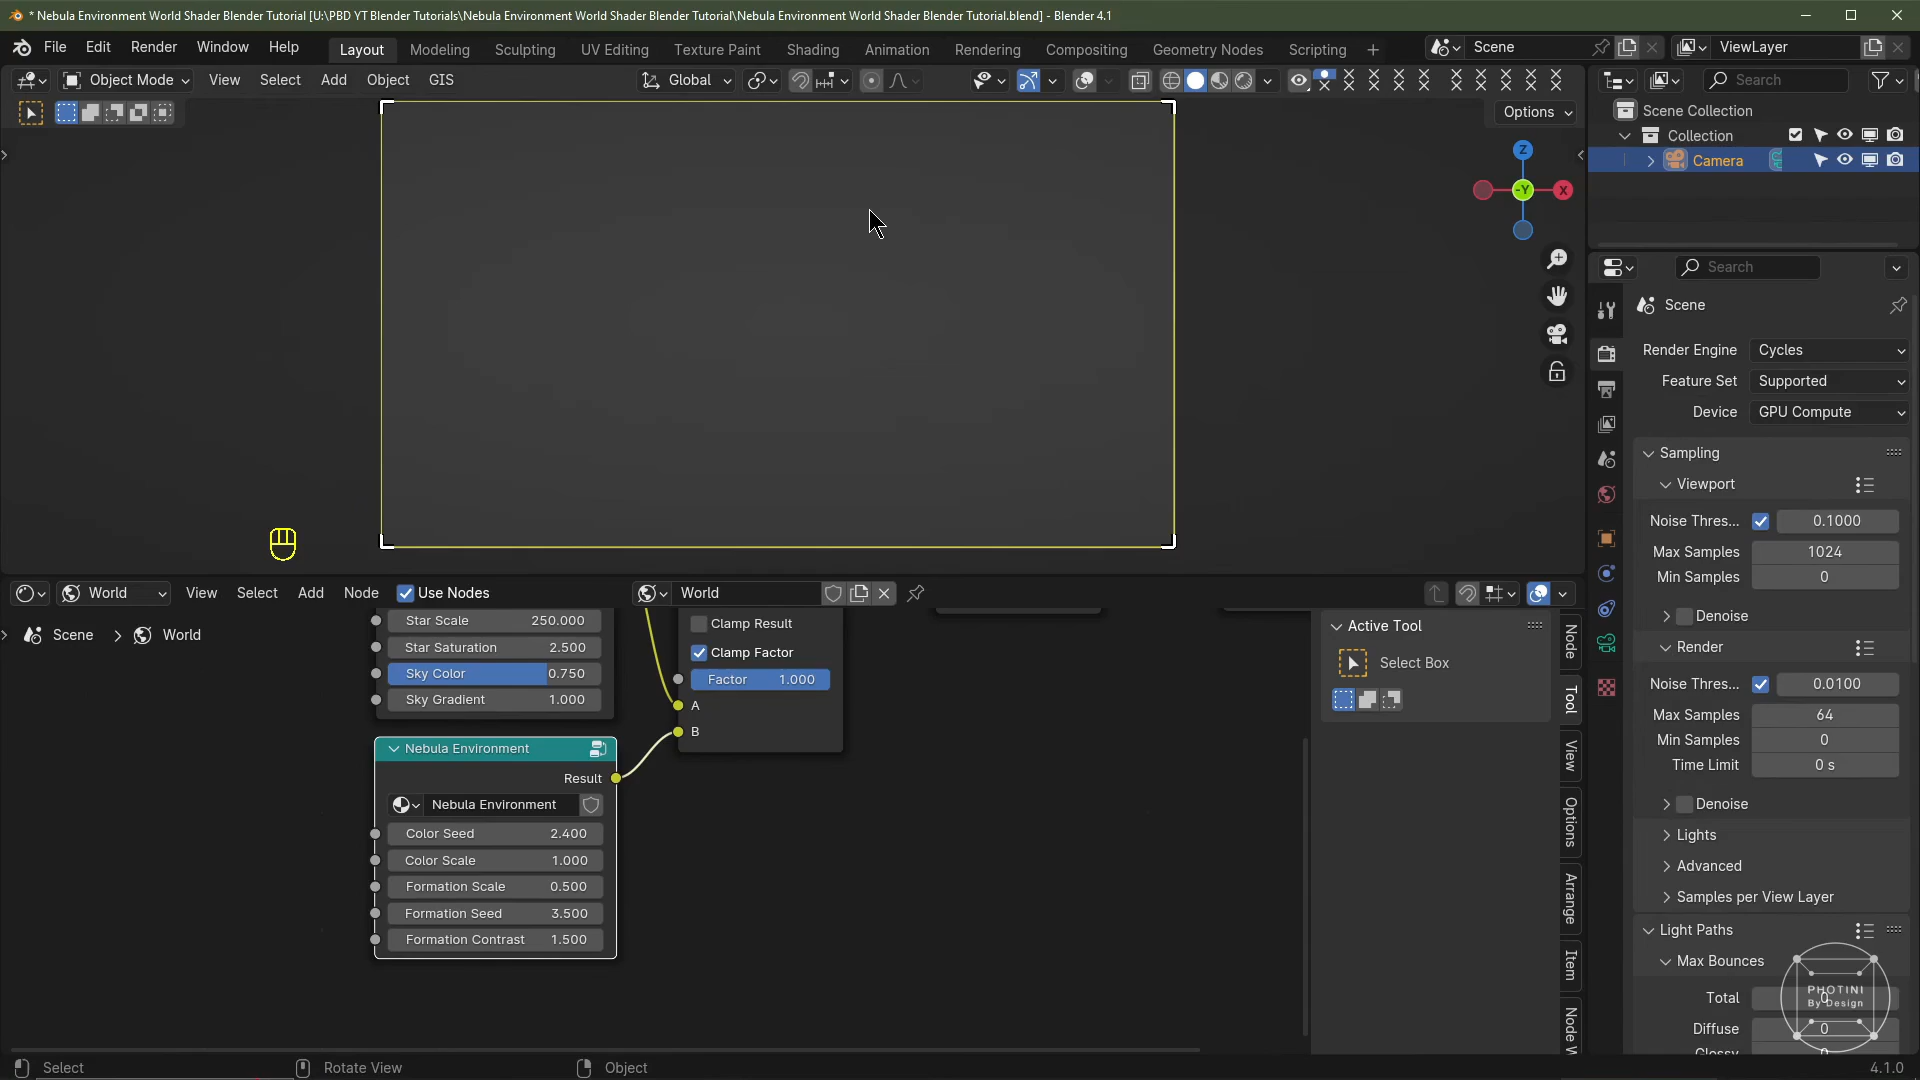 * Nebula Environment World Shader Blender Tutorial [U:\PBD YT Blender Tutorials\Nebula Environment World Shader Blender Tutorial\Nebula Environment World Shader Blender Tutorial.blend] - Blender 4.1
File Edit Render Window Help Layout Modeling Sculpting UV Editing Texture Paint Shading Animation Rendering Compositing Geometry Nodes Scripting + Scene ViewLayer
Object Mode View Select Add Object GIS Global Search
Options
Scene Collection
Collection
Camera
Z
-Y
X
Search
Scene
Render Engine Cycles
Feature Set Supported
Device GPU Compute
Sampling
Viewport
Noise Thres... 0.1000
Max Samples 1024
Min Samples 0
Denoise
Render
Noise Thres... 0.0100
Max Samples 64
Min Samples 0
Time Limit 0 s
Denoise
Lights
Advanced
Samples per View Layer
Light Paths
Max Bounces
Total 0
Diffuse 0
PHOTINI
By Design
World View Select Add Node Use Nodes World
Scene > World
Star Scale 250.000
Star Saturation 2.500
Sky Color 0.750
Sky Gradient 1.000
Clamp Result
Clamp Factor
Factor 1.000
A
B
Nebula Environment
Result
Nebula Environment
Color Seed 2.400
Color Scale 1.000
Formation Scale 0.500
Formation Seed 3.500
Formation Contrast 1.500
Active Tool
Select Box
Node
Tool
View
Options
Arrange
Item
Node W
Select Rotate View Object 4.1.0